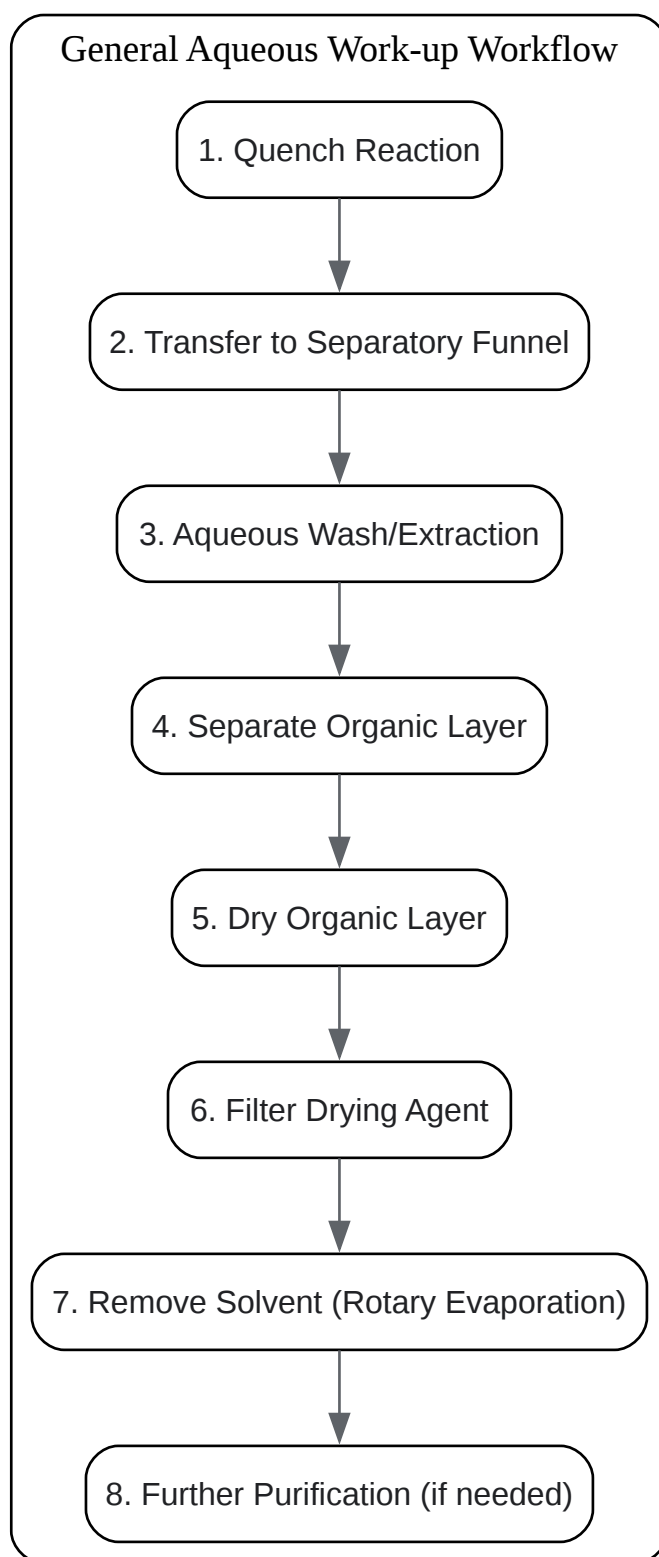 General Aqueous Work-up Workflow
1. Quench Reaction
2. Transfer to Separatory Funnel
3. Aqueous Wash/Extraction
4. Separate Organic Layer
5. Dry Organic Layer
6. Filter Drying Agent
7. Remove Solvent (Rotary Evaporation)
8. Further Purification (if needed)